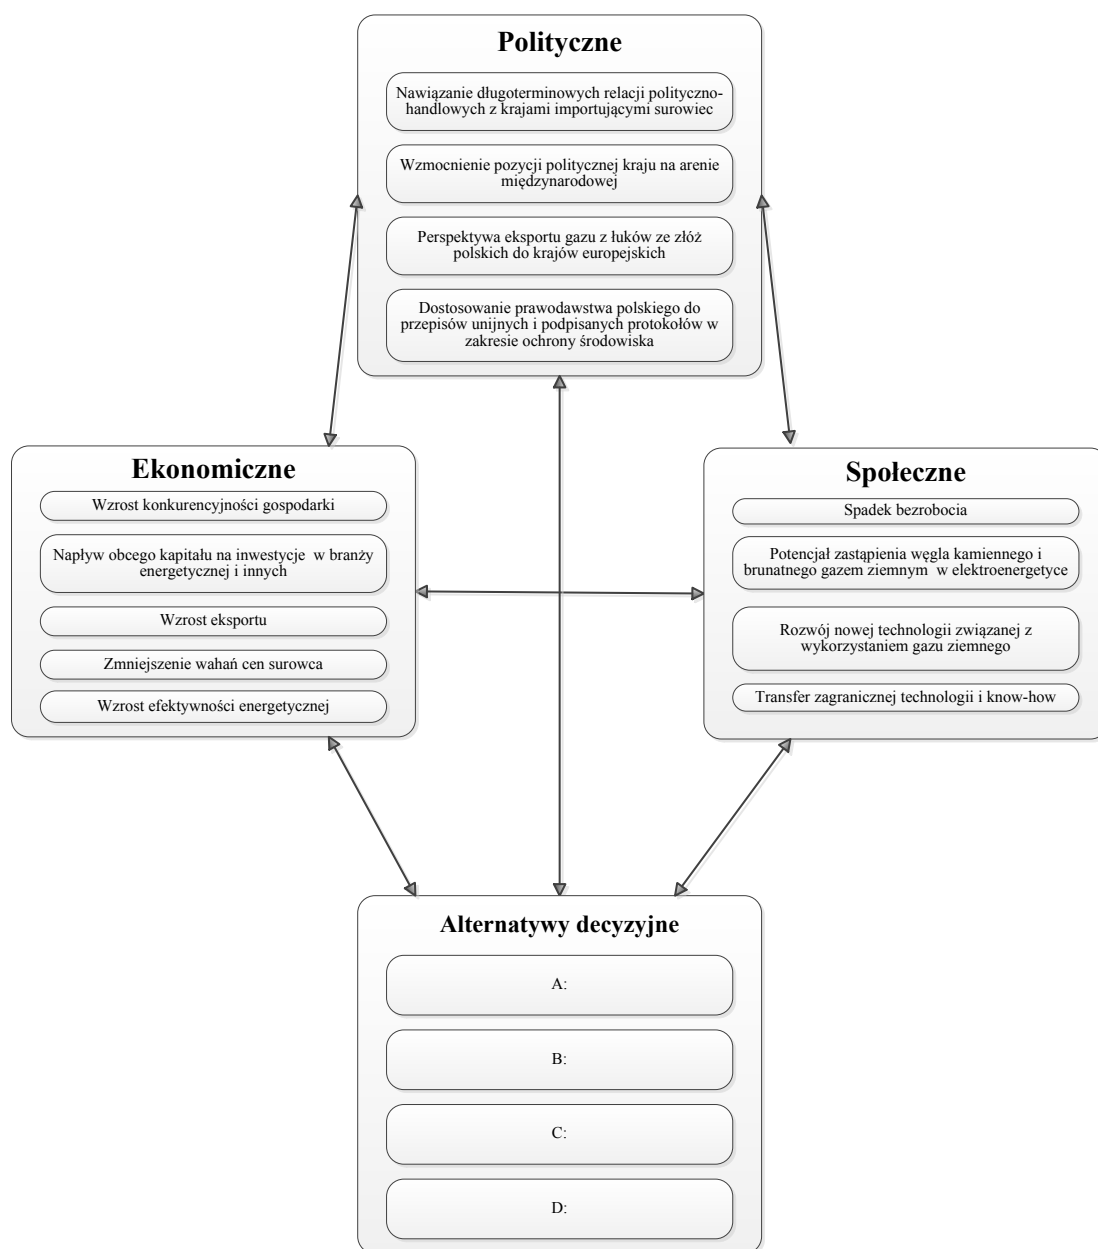 Polityczne
Nawiązanie długoterminowych relacji polityczno-
handlowych z krajami importującymi surowiec
Wzmocnienie pozycji politycznej kraju na arenie
międzynarodowej
Perspektywa eksportu gazu z łuków ze złóż
polskich do krajów europejskich
Dostosowanie prawodawstwa polskiego do
przepisów unijnych i podpisanych protokołów w
zakresie ochrony środowiska
Ekonomiczne
Wzrost konkurencyjności gospodarki
Napływ obcego kapitału na inwestycje w branży
energetycznej i innych
Wzrost eksportu
Zmniejszenie wahań cen surowca
Wzrost efektywności energetycznej
Społeczne
Spadek bezrobocia
Potencjał zastąpienia węgla kamiennego i
brunatnego gazem ziemnym w elektroenergetyce
Rozwój nowej technologii związanej z
wykorzystaniem gazu ziemnego
Transfer zagranicznej technologii i know-how
Alternatywy decyzyjne
A:
B:
C:
D: